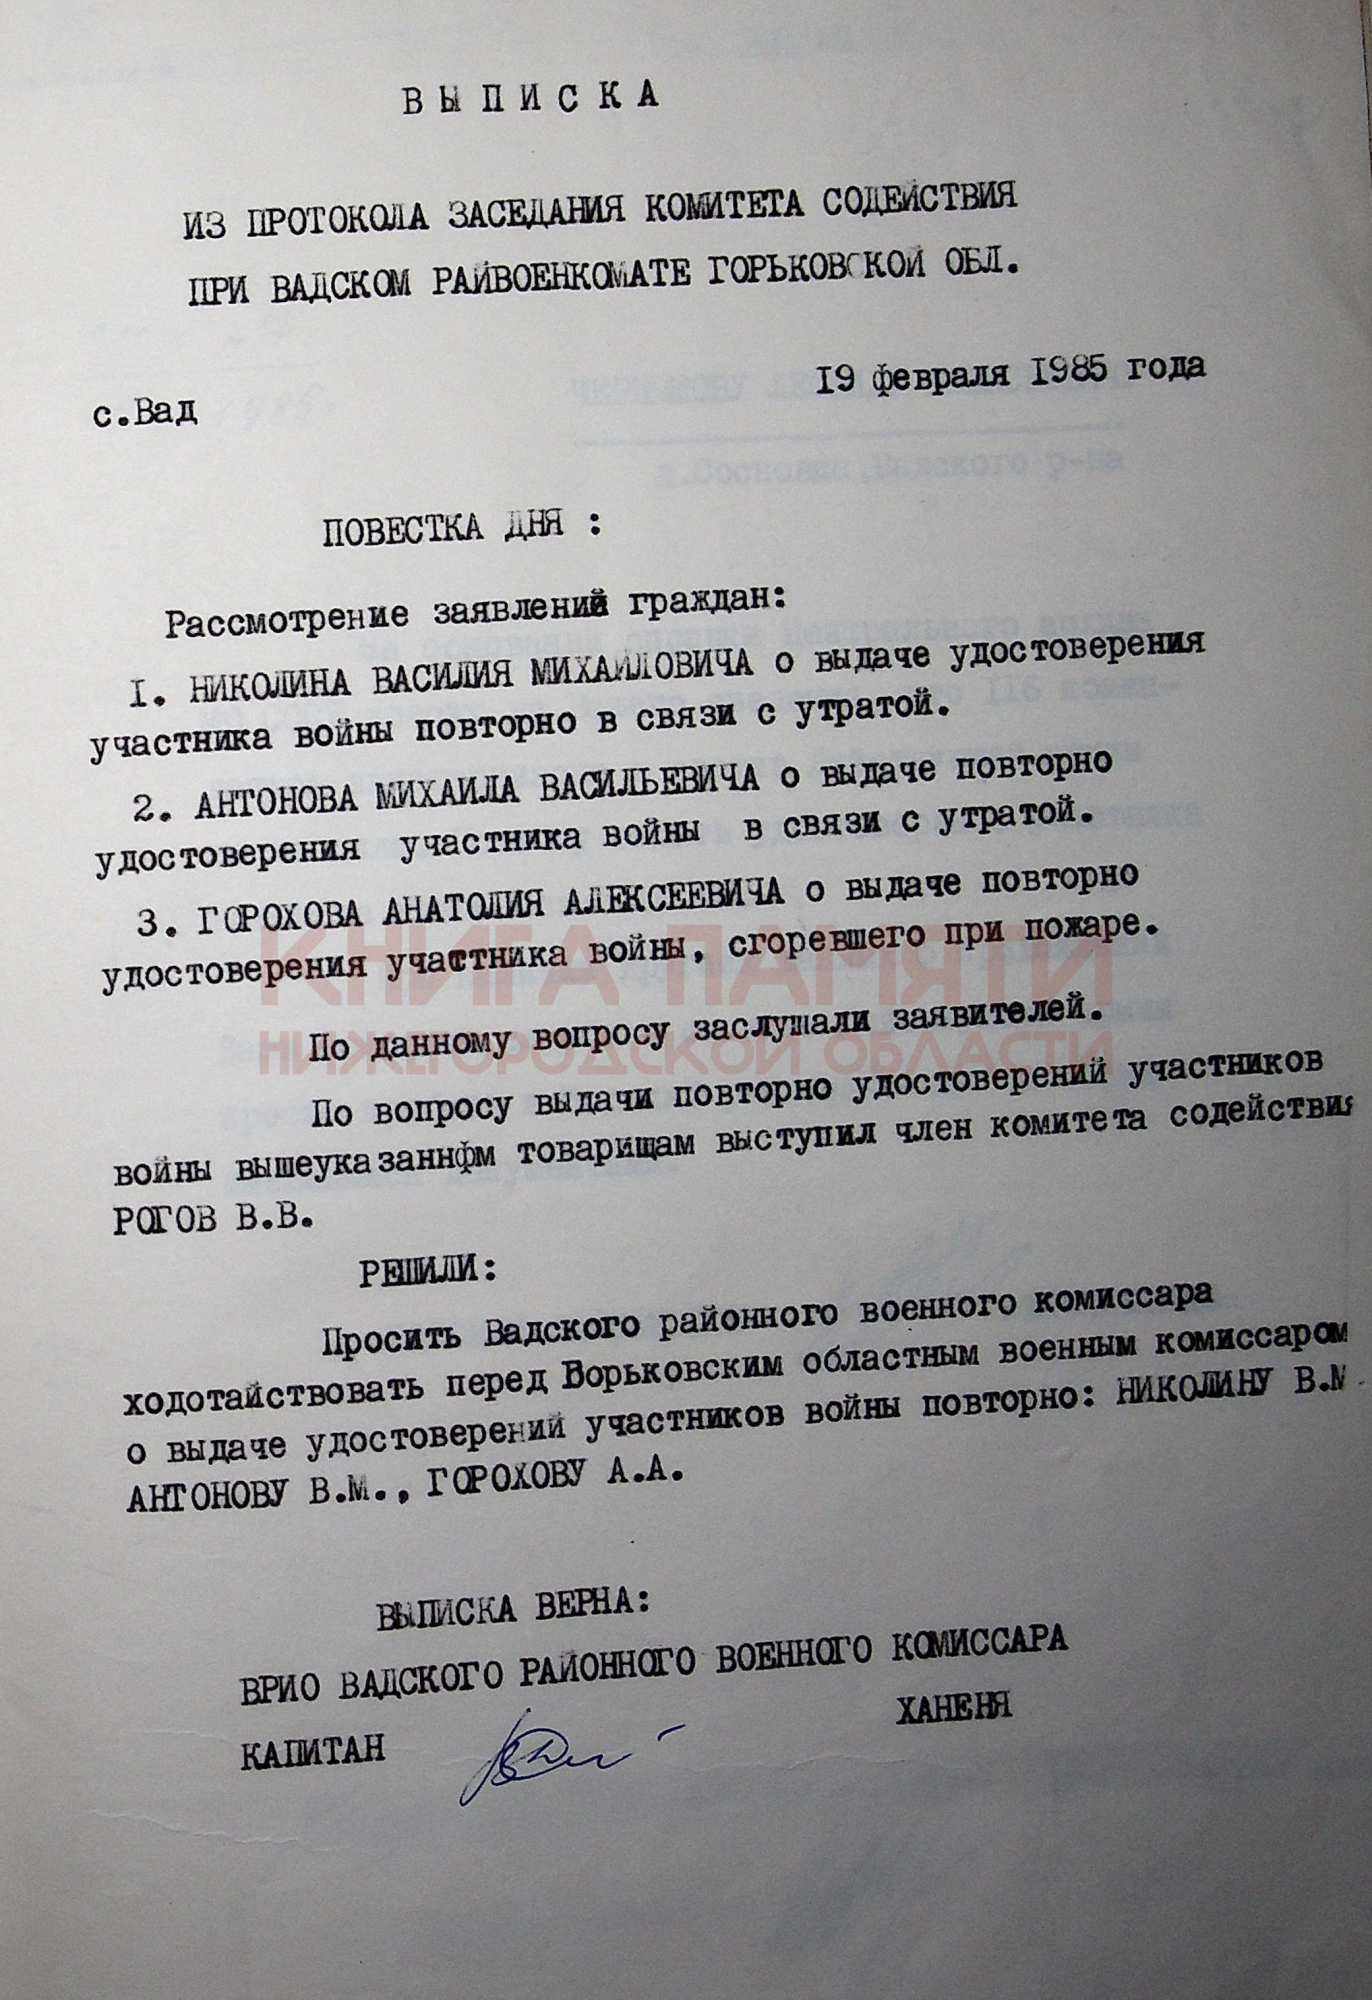 В Ы П И С К А
ИЗ ПРОТОКОЛА ЗАСЕДАНИЯ КОМИТЕТА СОДЕЙСТВИЯ
ПРИ ВАДСКОМ РАЙВОЕНКОМАТЕ ГОРЬКОВСКОЙ ОБЛ.
с.Вад
19 февраля 1985 года
ПОВЕСТКА ДНЯ :
Рассмотрение заявлений граждан:
1. НИКОЛИНА ВАСИЛИЯ МИХАЙЛОВИЧА о выдаче удостоверения
участника войны повторно в связи с утратой.
2. АНТОНОВА МИХАИЛА ВАСИЛЬЕВИЧА о выдаче повторно
удостоверения участника войны в связи с утратой.
3. ГОРОХОВА АНАТОЛИЯ АЛЕКСЕЕВИЧА о выдаче повторно
удостоверения участника войны, сгоревшего при пожаре.
КНИГА ПАМЯТИ
НИЖЕГОРОДСКОЙ ОБЛАСТИ
По данному вопросу заслушали заявителей.
По вопросу выдачи повторно удостоверений участников
войны вышеуказаннфм товарищам выступил член комитета содействия
РОГОВ В.В.
РЕШИЛИ:
Просить Вадского районного военного комиссара
ходотайствовать перед Ворьковским областным военным комиссаром
о выдаче удостоверений участников войны повторно: НИКОЛИНУ В.М.
АНТОНОВУ В.М., ГОРОХОВУ А.А.
ВЫПИСКА ВЕРНА:
ВРИО ВАДСКОГО РАЙОННОГО ВОЕННОГО КОМИССАРА
КАПИТАН
ХАНЕНЯ